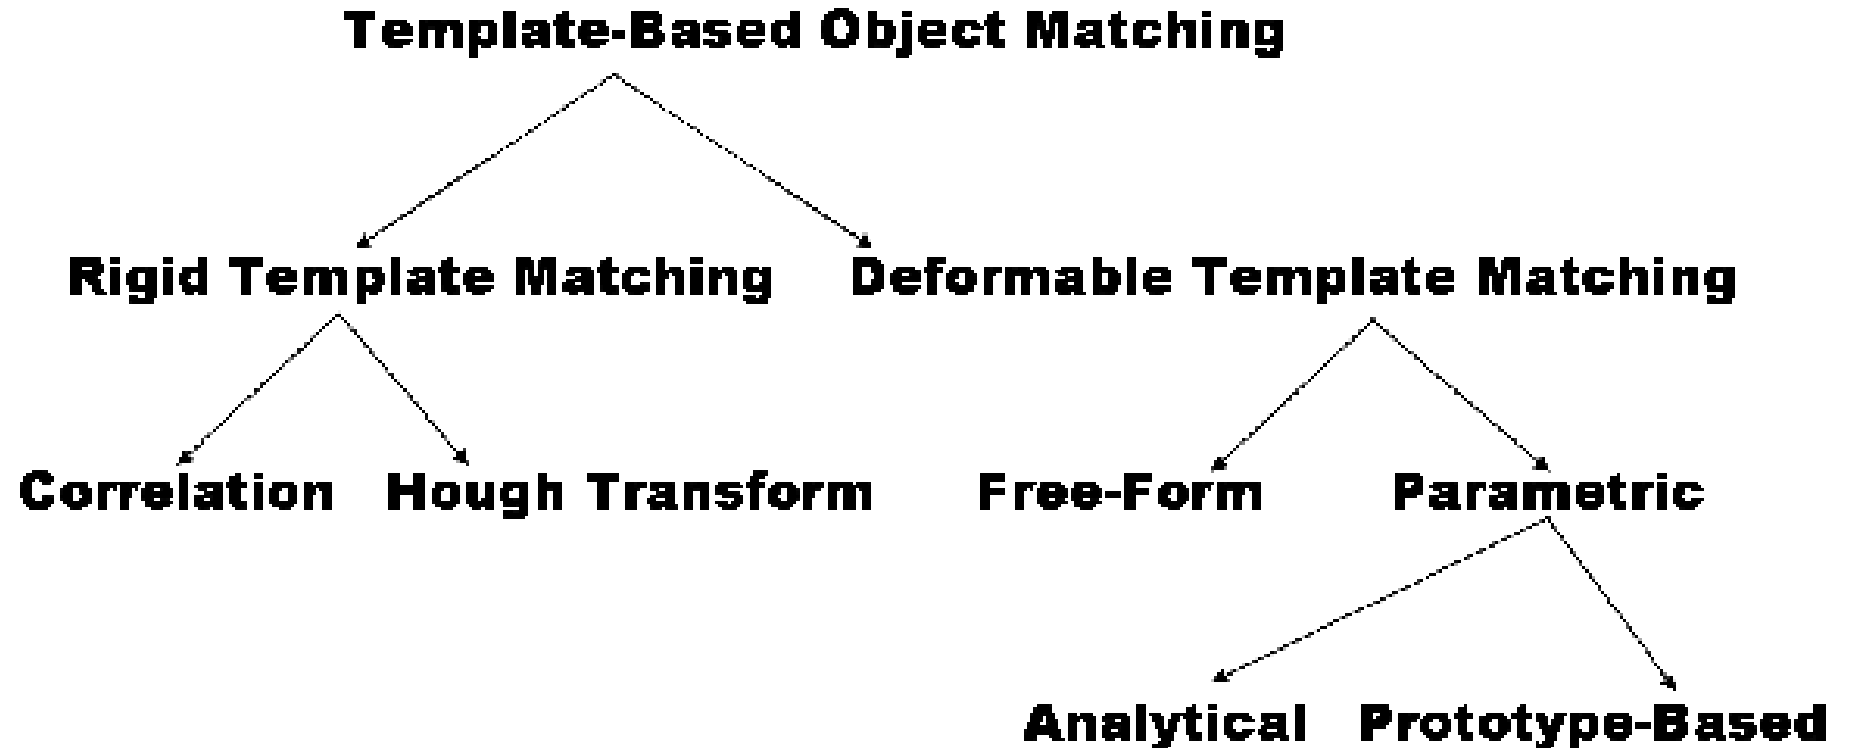 Template-Based Object Matching
Rigid Template Matching Deformable Template Matching
Correlation Hough Transform Free-Form Parametric
Analytical Prototype-Based